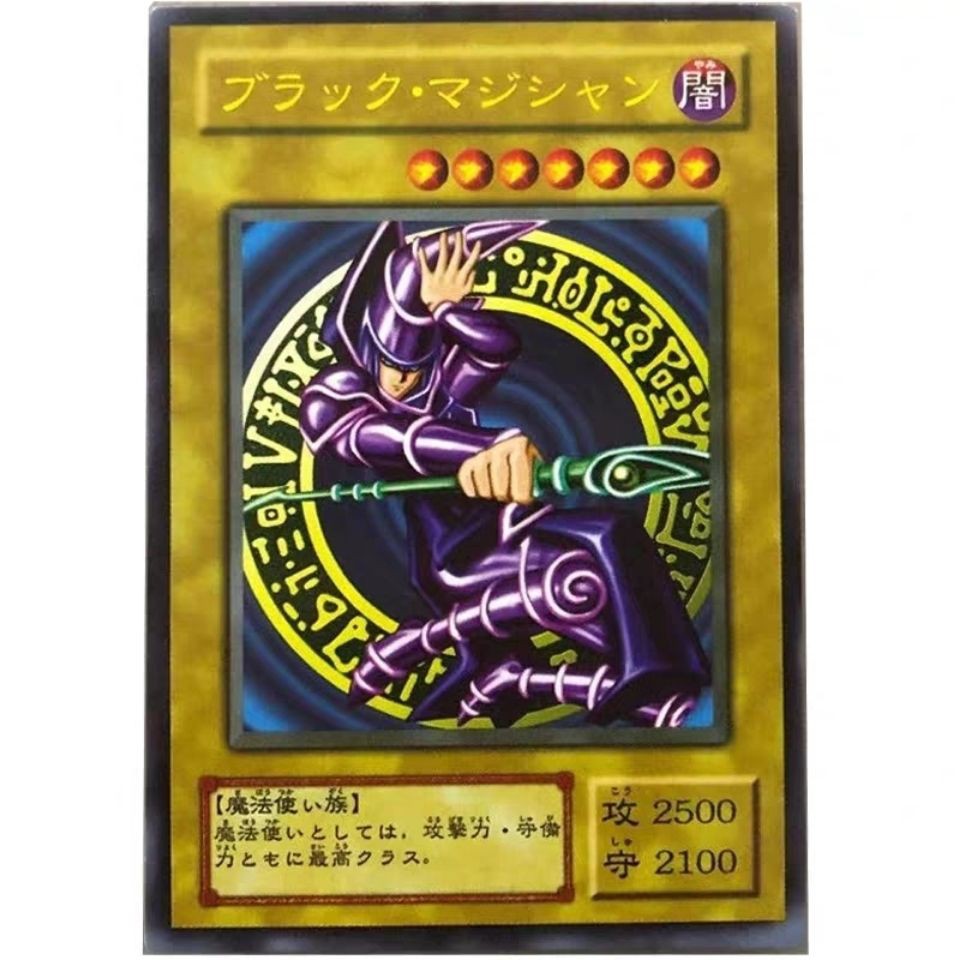 ブラック・マジシャン
闇
やみ
【魔法使い族】
魔法使いとしては，攻撃力・守備
力ともに最高クラス。
攻 2500
守 2100